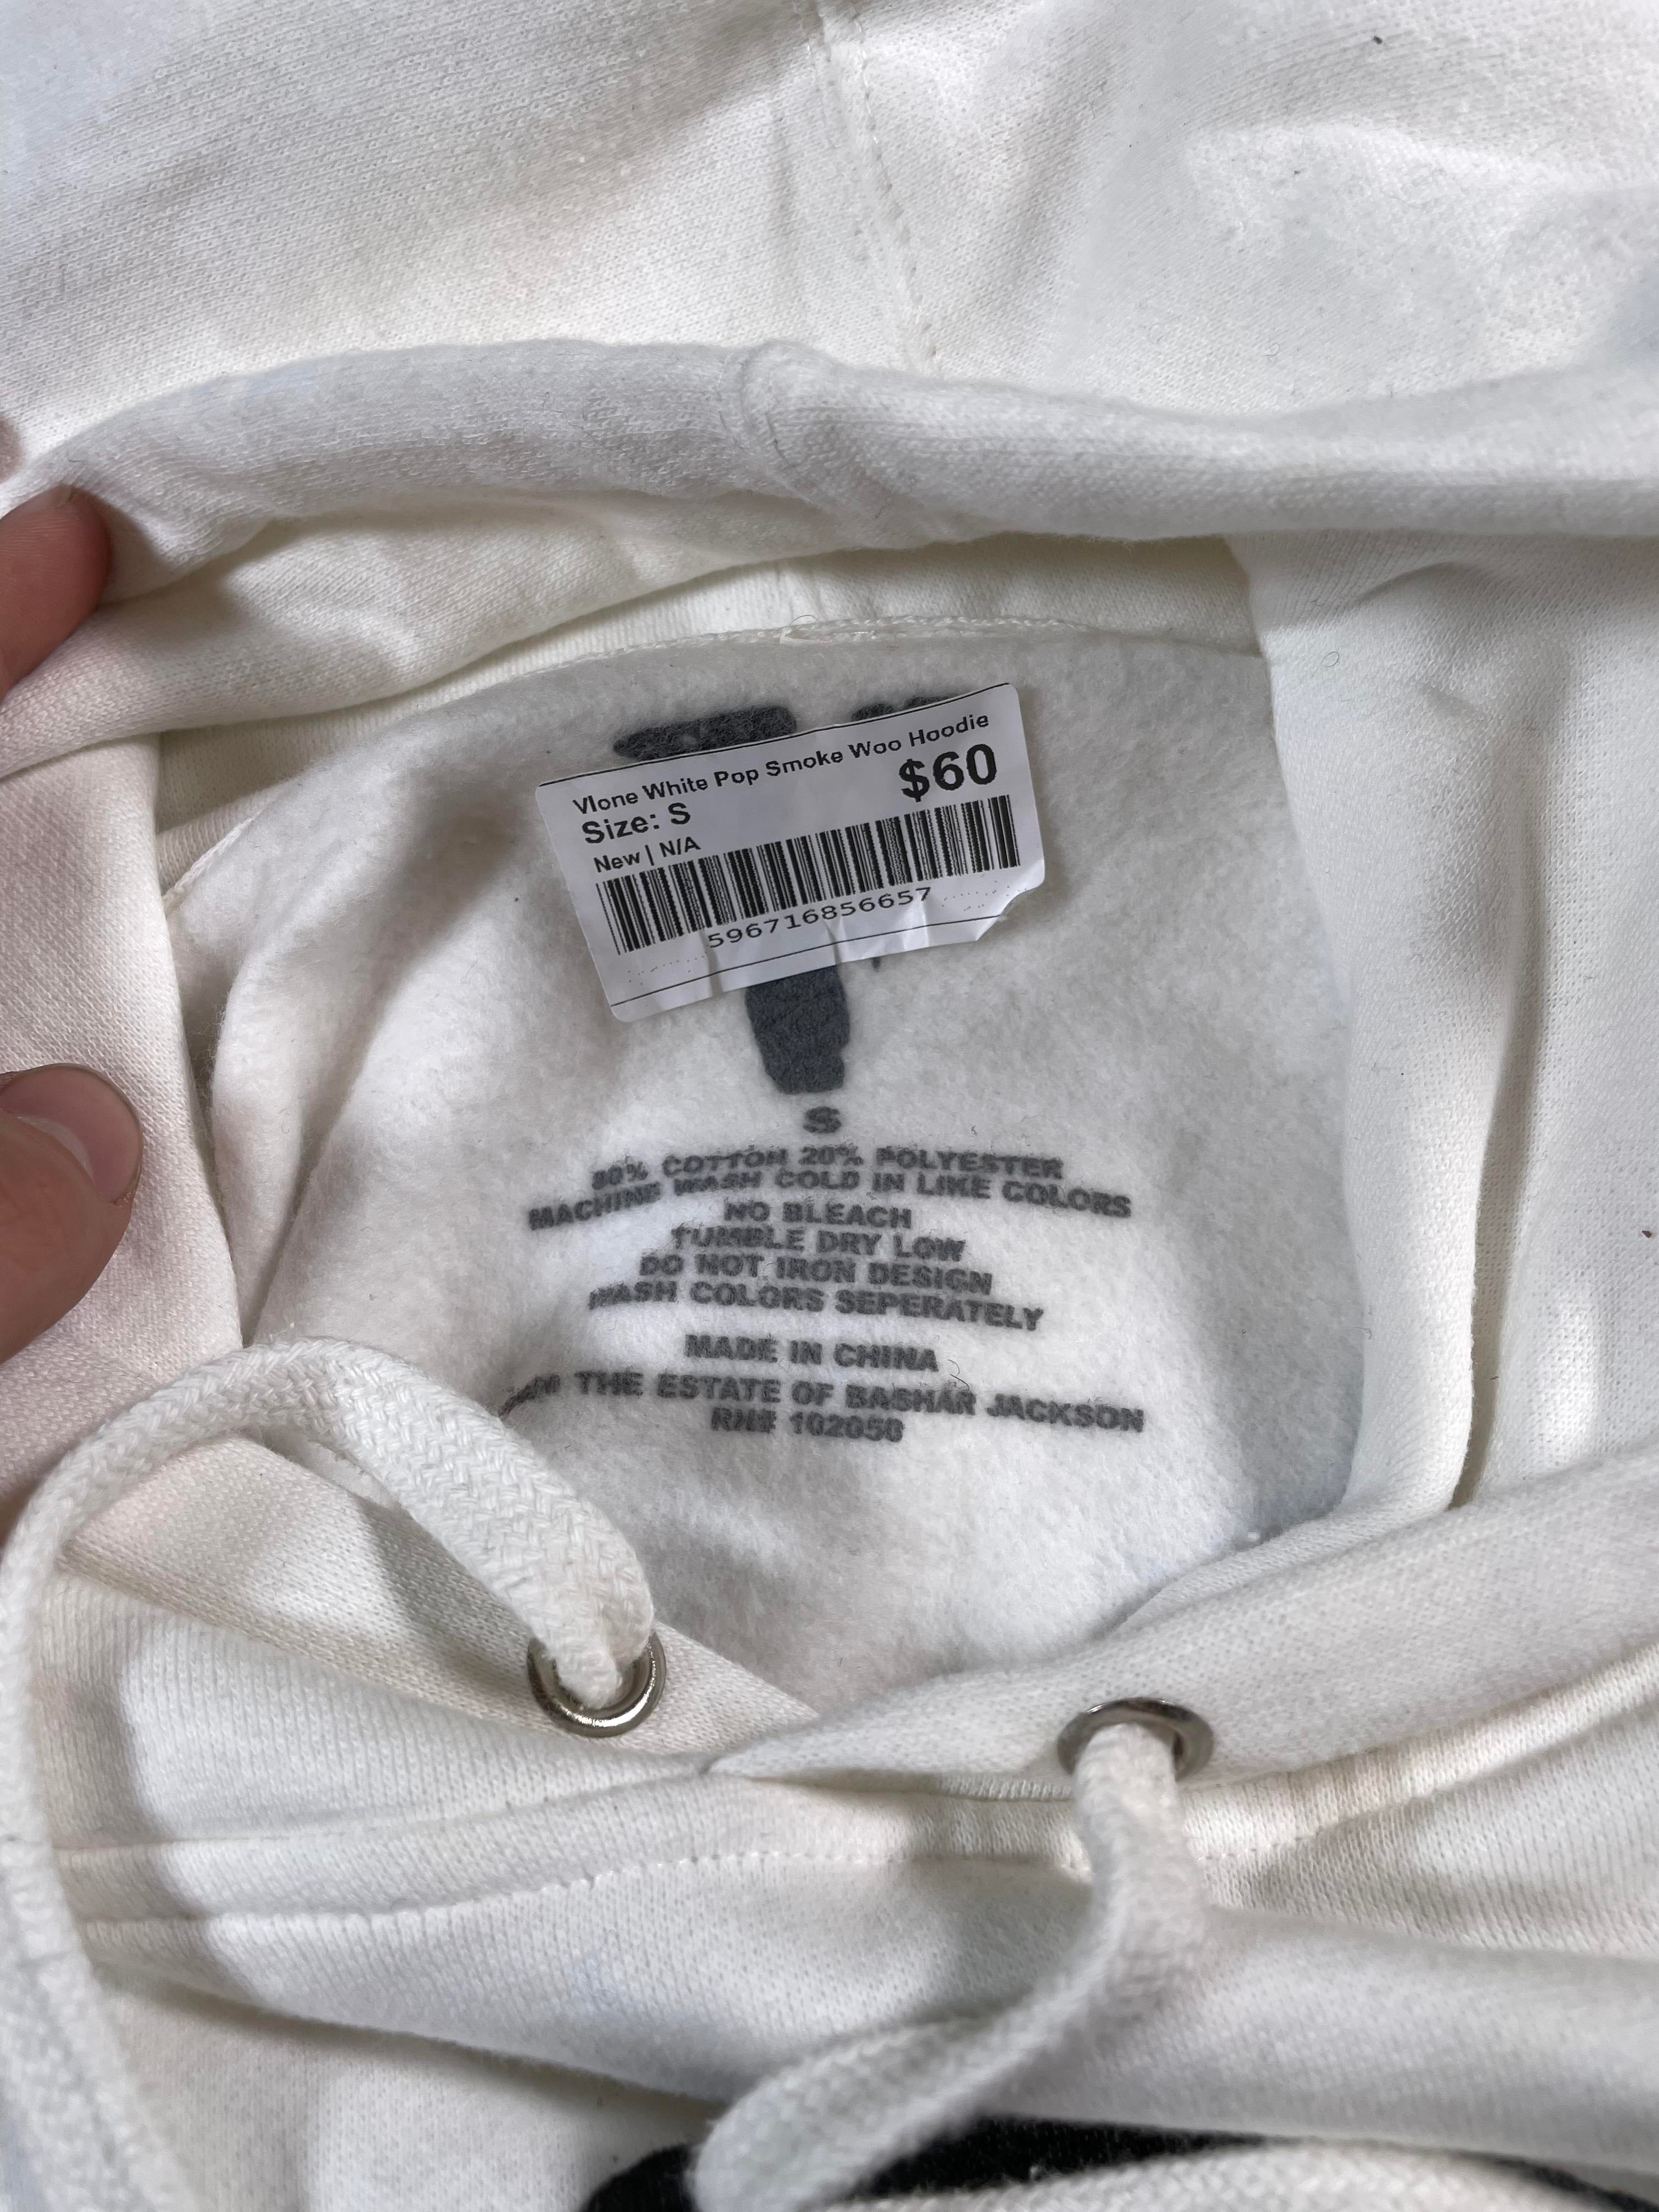 Vlone White Pop Smoke Woo Hoodie
$60
Size: S
New | N/A
596716856657
S
80% COTTON 20% POLYESTER
MACHINE WASH COLD IN LIKE COLORS
NO BLEACH
TUMBLE DRY LOW
DO NOT IRON DESIGN
WASH COLORS SEPERATELY
MADE IN CHINA
THE ESTATE OF BASHAR JACKSON
RN# 102050